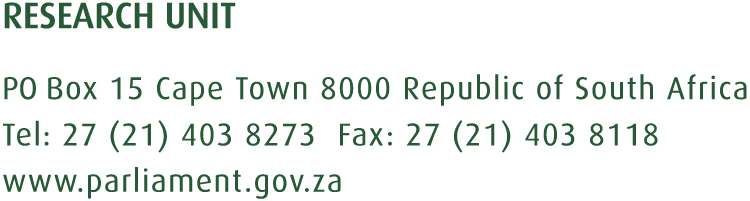 RESEARCH UNIT
PO Box 15 Cape Town 8000 Republic of South Africa
Tel: 27 (21) 403 8273 Fax: 27 (21) 403 8118
www.parliament.gov.za